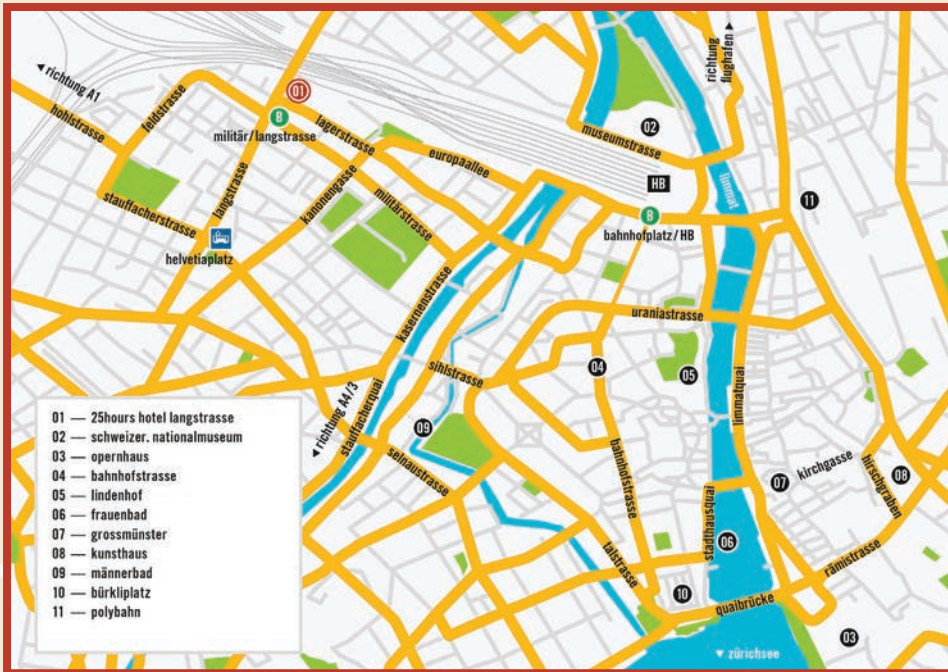 ◀ richtung A1
hohlstrasse
feldstrasse
01
B
militär/langstrasse
lagerstrasse
langstrasse
stauffacherstrasse
helvetiaplatz
kanonengasse
militärstrasse
europaallee
museumstrasse
02
richtung
flughafen ▶
limmat
HB
B
bahnhofplatz/HB
11
kasernenstrasse
uraniastrasse
sihlstrasse
04
05
limmatquai
◀ richtung A4/3
stauffacherquai
09
selnaustrasse
bahnhofstrasse
stadthausquai
07
kirchgasse
hirschgraben
08
06
talstrasse
10
quaibrücke
rämistrasse
03
▼ zürichsee
01 — 25hours hotel langstrasse
02 — schweizer. nationalmuseum
03 — opernhaus
04 — bahnhofstrasse
05 — lindenhof
06 — frauenbad
07 — grossmünster
08 — kunsthaus
09 — männerbad
10 — bürkliplatz
11 — polybahn